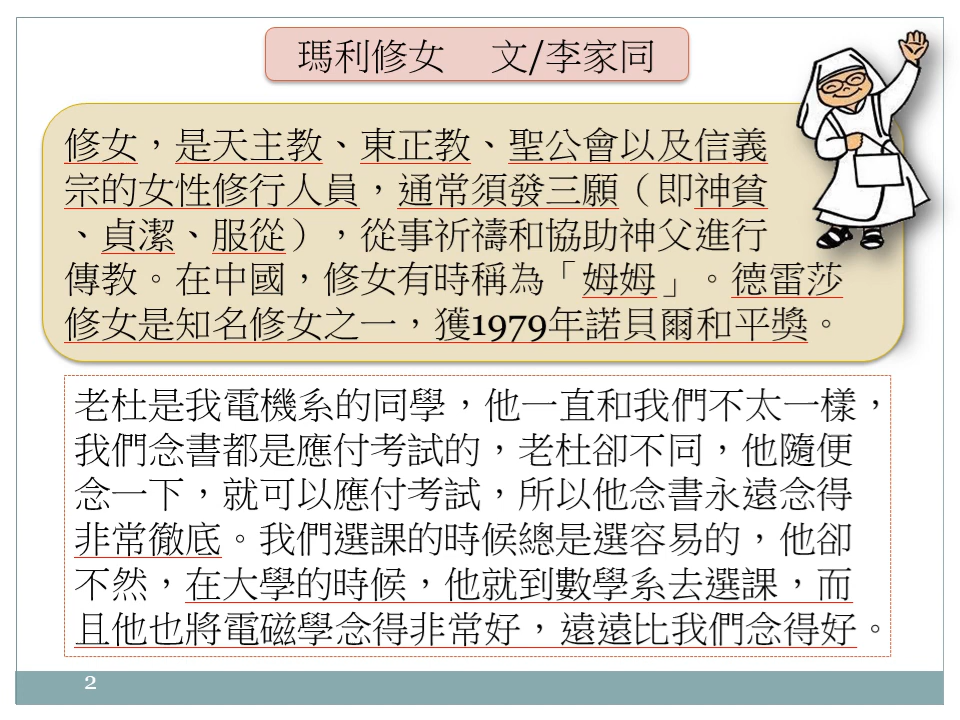 瑪利修女　文/李家同
修女，是天主教、東正教、聖公會以及信義
宗的女性修行人員，通常須發三願（即神貧
、貞潔、服從），從事祈禱和協助神父進行
傳教。在中國，修女有時稱為「姆姆」。德雷莎
修女是知名修女之一，獲1979年諾貝爾和平獎。
老杜是我電機系的同學，他一直和我們不太一樣，
我們念書都是應付考試的，老杜卻不同，他隨便
念一下，就可以應付考試，所以他念書永遠念得
非常徹底。我們選課的時候總是選容易的，他卻
不然，在大學的時候，他就到數學系去選課，而
且他也將電磁學念得非常好，遠遠比我們念得好。
2